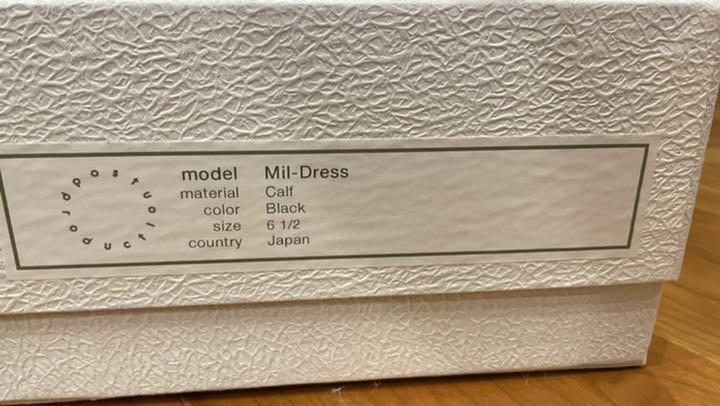 model Mil-Dress
material Calf
color Black
size 6 1/2
country Japan